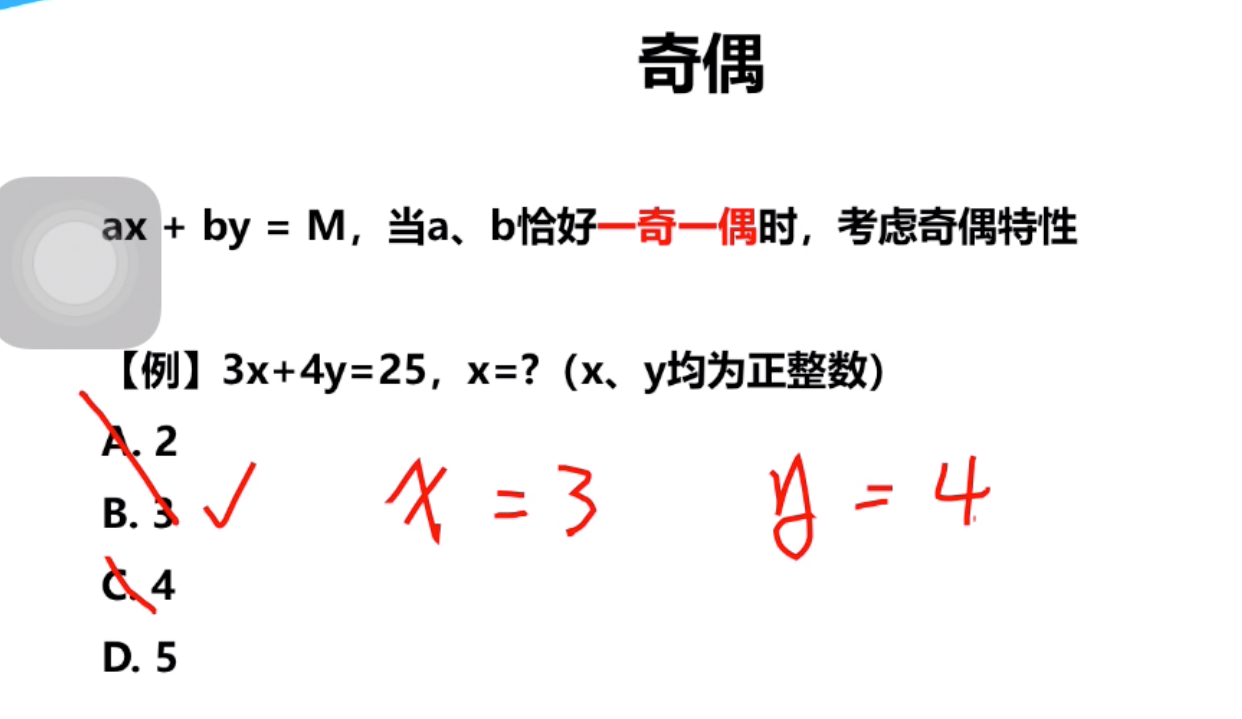 奇偶
ax + by = M，当a、b恰好一奇一偶时，考虑奇偶特性
【例】3x+4y=25，x=?（x、y均为正整数）
A. 2
B. 3 ✓ x = 3 y = 4
C. 4
D. 5